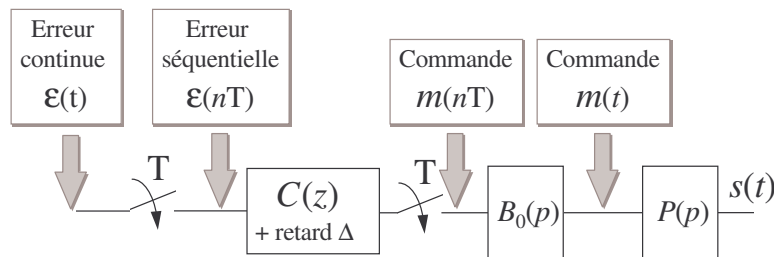 Erreur
continue
ε(t)
Erreur
séquentielle
ε(nT)
Commande
m(nT)
Commande
m(t)
T
C(z)
+ retard Δ
T
B₀(p)
P(p)
s(t)